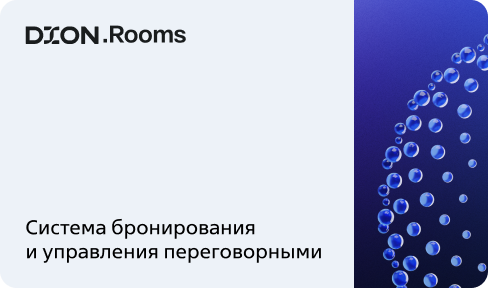 DION.Rooms
Система бронирования
и управления переговорными